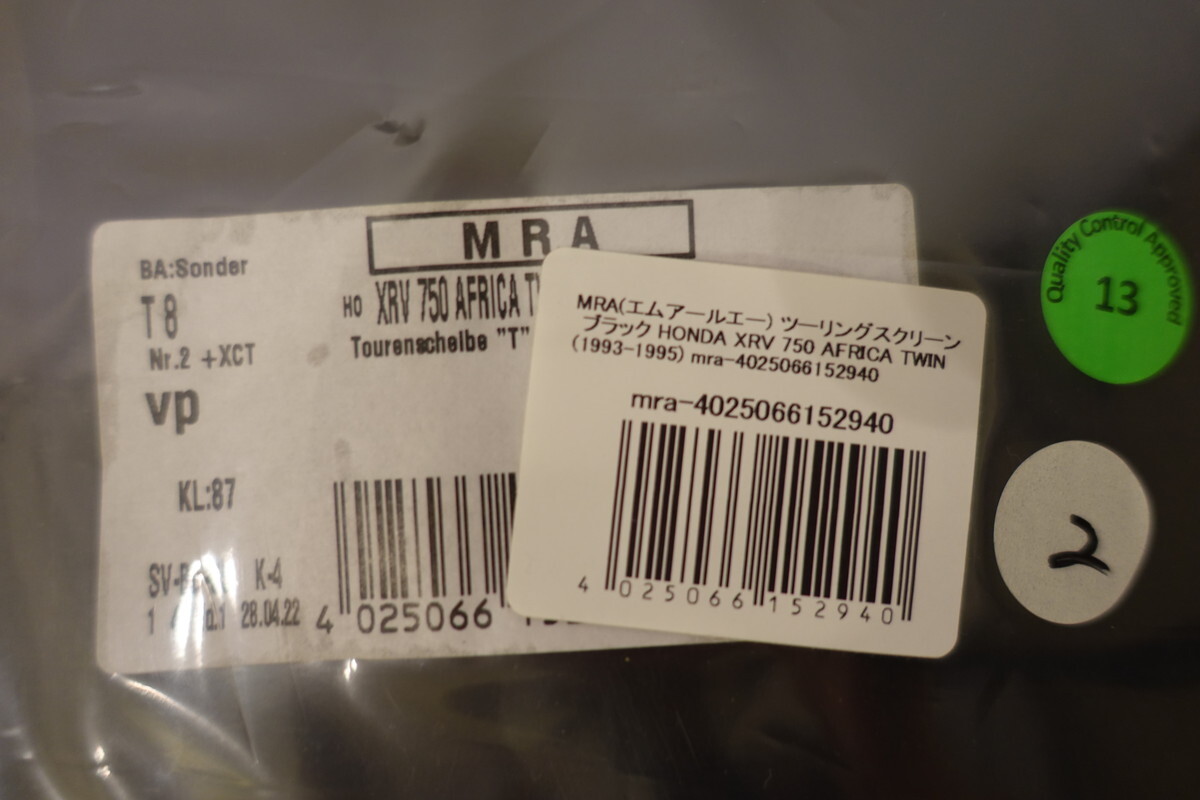 MRA
BA:Sonder
T 8
HO XRV 750 AFRICA
Nr.2 +XCT
Tourenscheibe "T"
vp
KL:87
K-4
1 28.04.22
4 025066
MRA(エムアールエー) ツーリングスクリーン
ブラック HONDA XRV 750 AFRICA TWIN
(1993-1995) mra-4025066152940
mra-4025066152940
4 025066 152940
Quality Control Approved
13
2